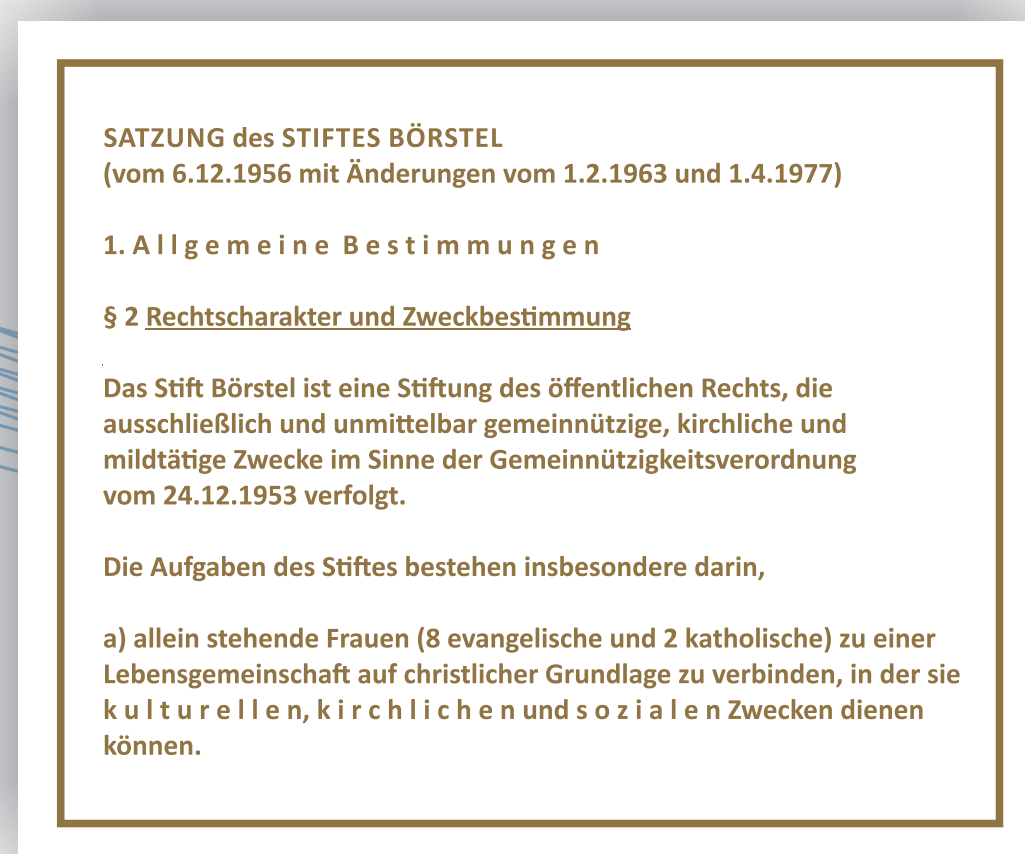 SATZUNG des STIFTES BÖRSTEL
(vom 6.12.1956 mit Änderungen vom 1.2.1963 und 1.4.1977)
1. A l l g e m e i n e  B e s t i m m u n g e n
§ 2 Rechtscharakter und Zweckbestimmung
Das Stift Börstel ist eine Stiftung des öffentlichen Rechts, die
ausschließlich und unmittelbar gemeinnützige, kirchliche und
mildtätige Zwecke im Sinne der Gemeinnützigkeitsverordnung
vom 24.12.1953 verfolgt.
Die Aufgaben des Stiftes bestehen insbesondere darin,
a) allein stehende Frauen (8 evangelische und 2 katholische) zu einer
Lebensgemeinschaft auf christlicher Grundlage zu verbinden, in der sie
k u l t u r e l l e n, k i r c h l i c h e n und s o z i a l e n Zwecken dienen
können.